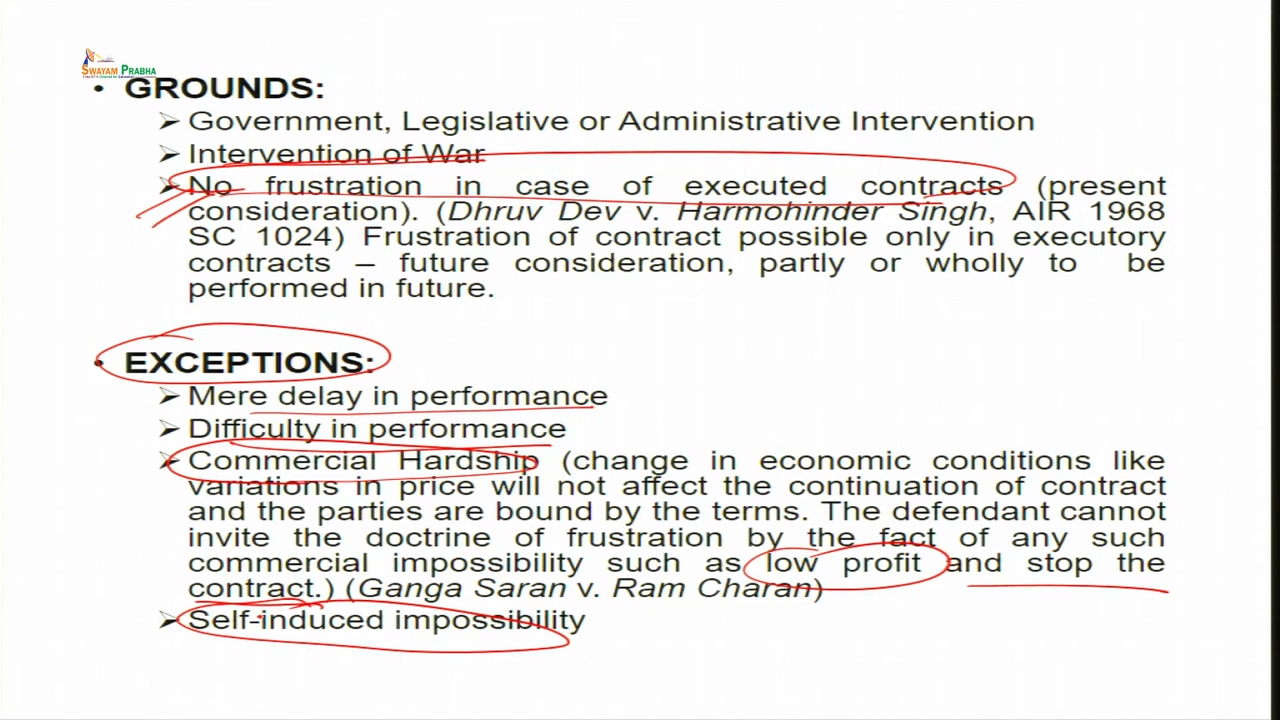 SWAYAM PRABHA
• GROUNDS:
➢ Government, Legislative or Administrative Intervention
➢ Intervention of War
➢ No frustration in case of executed contracts (present
consideration). (Dhruv Dev v. Harmohinder Singh, AIR 1968
SC 1024) Frustration of contract possible only in executory
contracts – future consideration, partly or wholly to be
performed in future.
• EXCEPTIONS:
➢ Mere delay in performance
➢ Difficulty in performance
➢ Commercial Hardship (change in economic conditions like
variations in price will not affect the continuation of contract
and the parties are bound by the terms. The defendant cannot
invite the doctrine of frustration by the fact of any such
commercial impossibility such as low profit and stop the
contract.) (Ganga Saran v. Ram Charan)
➢ Self-induced impossibility